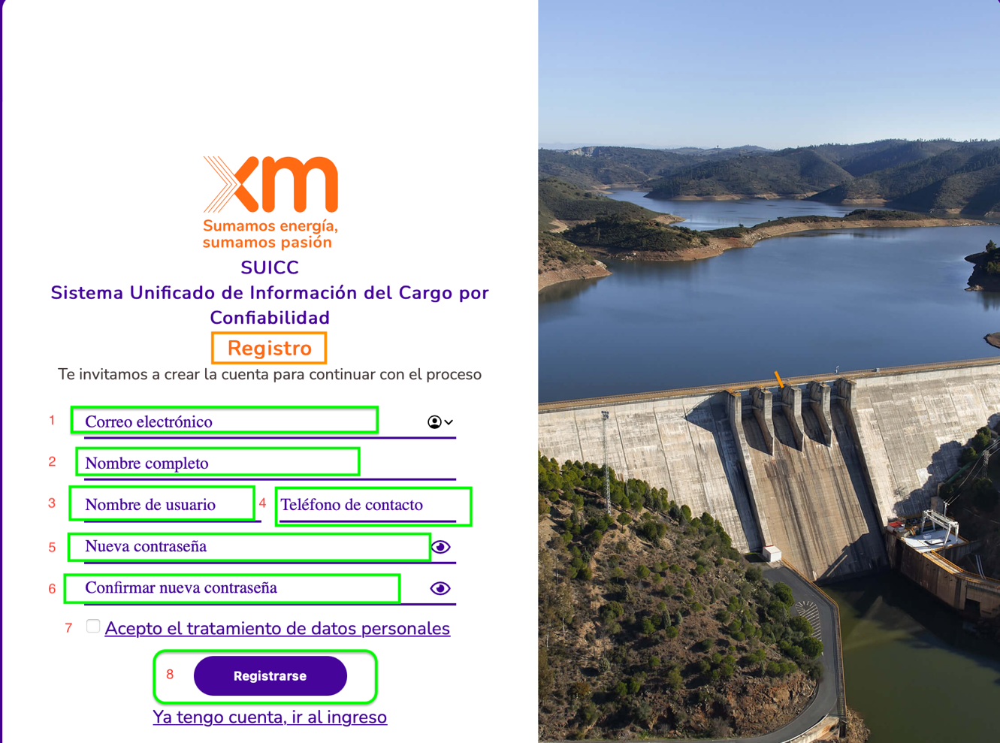 xm
Sumamos energía,
sumamos pasión
SUICC
Sistema Unificado de Información del Cargo por
Confiabilidad
Registro
Te invitamos a crear la cuenta para continuar con el proceso
1 Correo electrónico
2 Nombre completo
3 Nombre de usuario 4 Teléfono de contacto
5 Nueva contraseña
6 Confirmar nueva contraseña
7 Acepto el tratamiento de datos personales
8 Registrarse
Ya tengo cuenta, ir al ingreso